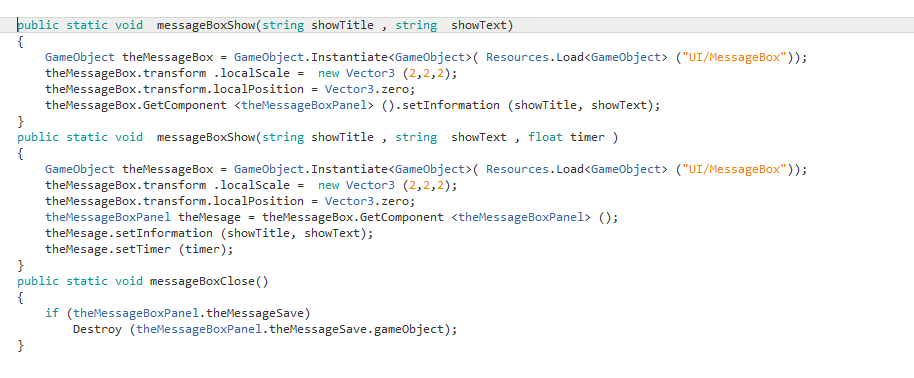 public static void  messageBoxShow(string showTitle , string  showText)
{
    GameObject theMessageBox = GameObject.Instantiate<GameObject>( Resources.Load<GameObject> ("UI/MessageBox"));
    theMessageBox.transform .localScale =  new Vector3 (2,2,2);
    theMessageBox.transform.localPosition = Vector3.zero;
    theMessageBox.GetComponent <theMessageBoxPanel> ().setInformation (showTitle, showText);
}
public static void  messageBoxShow(string showTitle , string  showText , float timer )
{
    GameObject theMessageBox = GameObject.Instantiate<GameObject>( Resources.Load<GameObject> ("UI/MessageBox"));
    theMessageBox.transform .localScale =  new Vector3 (2,2,2);
    theMessageBox.transform.localPosition = Vector3.zero;
    theMessageBoxPanel theMesage = theMessageBox.GetComponent <theMessageBoxPanel> ();
    theMesage.setInformation (showTitle, showText);
    theMesage.setTimer (timer);
}
public static void messageBoxClose()
{
    if (theMessageBoxPanel.theMessageSave)
        Destroy (theMessageBoxPanel.theMessageSave.gameObject);
}